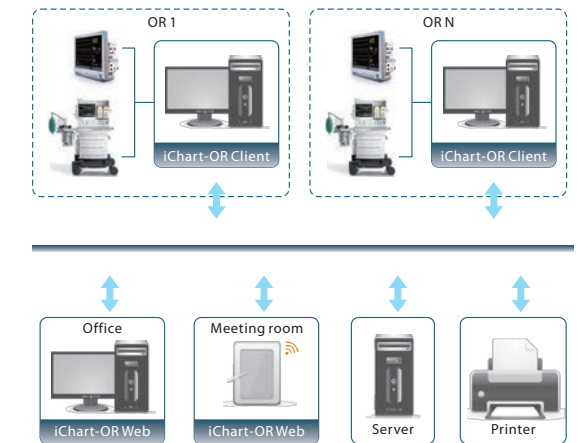 OR 1
OR N
iChart-OR Client
iChart-OR Client
Office
Meeting room
iChart-OR Web
iChart-OR Web
Server
Printer